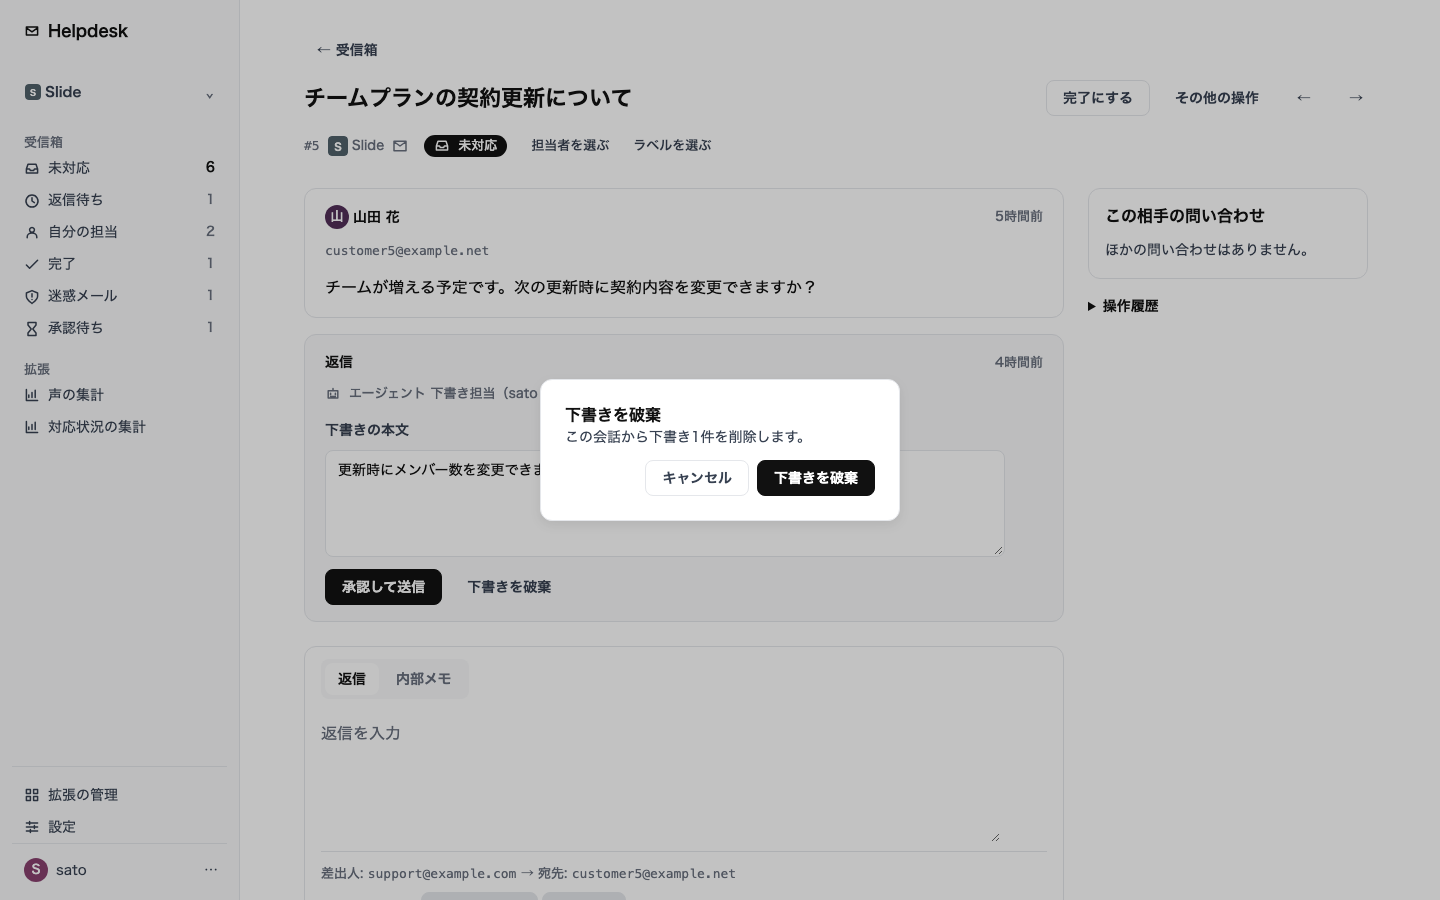 Helpdesk
S Slide
受信箱
未対応 6
返信待ち 1
自分の担当 2
完了 1
迷惑メール 1
承認待ち 1
拡張
声の集計
対応状況の集計
拡張の管理
設定
S sato ...
← 受信箱
チームプランの契約更新について
完了にする その他の操作 ← →
#5 S Slide 未対応 担当者を選ぶ ラベルを選ぶ
山 山田 花 5時間前
customer5@example.net
チームが増える予定です。次の更新時に契約内容を変更できますか？
この相手の問い合わせ
ほかの問い合わせはありません。
▶ 操作履歴
返信 4時間前
エージェント 下書き担当（sato
下書きの本文
更新時にメンバー数を変更できま
承認して送信 下書きを破棄
下書きを破棄
この会話から下書き1件を削除します。
キャンセル 下書きを破棄
返信 内部メモ
返信を入力
差出人: support@example.com → 宛先: customer5@example.net